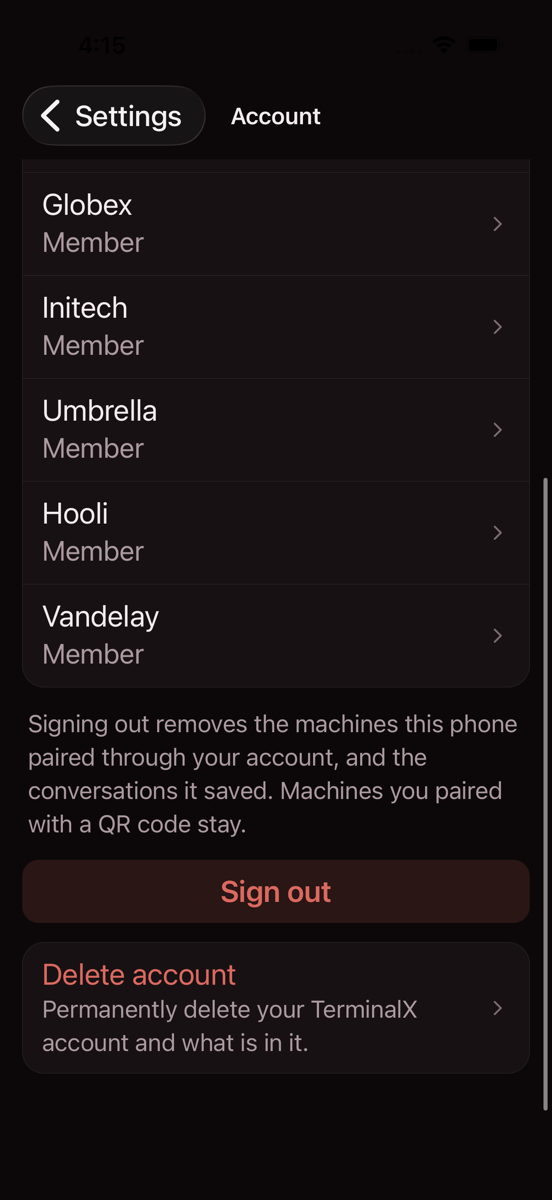 4:15
Settings
Account
Globex
Member
Initech
Member
Umbrella
Member
Hooli
Member
Vandelay
Member
Signing out removes the machines this phone
paired through your account, and the
conversations it saved. Machines you paired
with a QR code stay.
Sign out
Delete account
Permanently delete your TerminalX
account and what is in it.